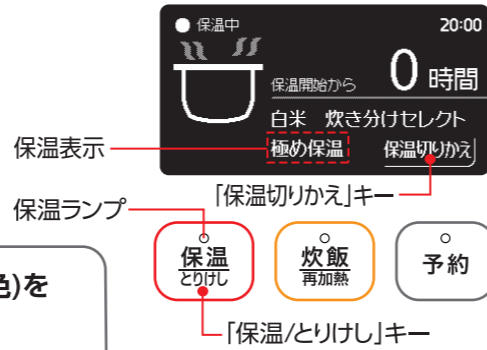 保温中 20:00
保温開始から 0 時間
白米 炊き分けセレクト
極め保温 保温切りかえ
保温表示
「保温切りかえ」キー
保温ランプ
保温
とりけし
炊飯
再加熱
予約
色)を
「保温/とりけし」キー